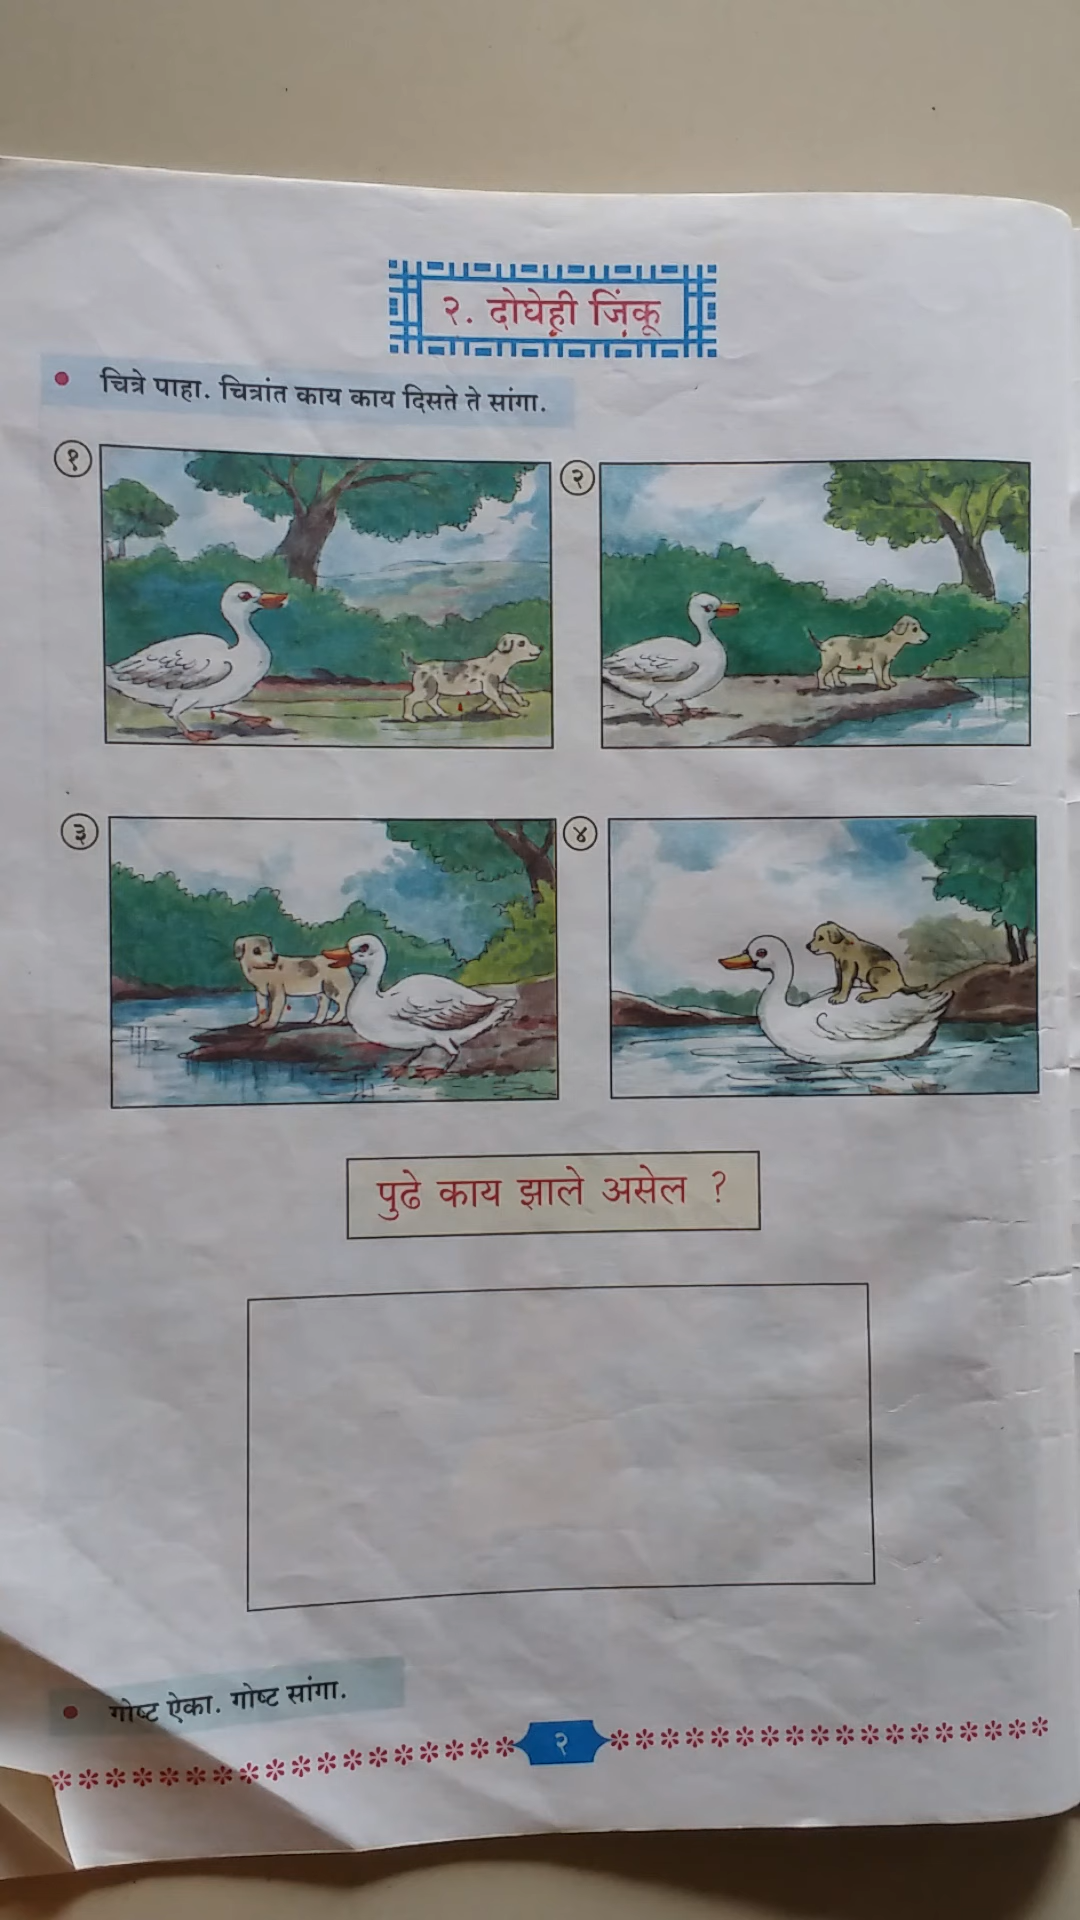 २. दोघेही जिंकू
चित्रे पाहा. चित्रांत काय काय दिसते ते सांगा.
१
२
३
४
पुढे काय झाले असेल ?
गोष्ट ऐका. गोष्ट सांगा.
२